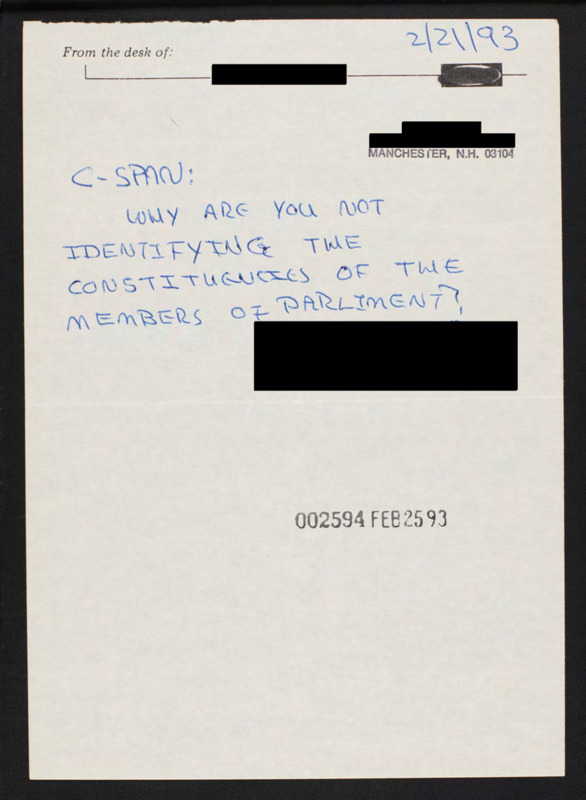 2/21/93
From the desk of:
MANCHESTER, N.H. 03104
C-SPAN:
WHY ARE YOU NOT
IDENTIFYING THE
CONSTITUENCIES OF THE
MEMBERS OF PARLIMENT?
002594 FEB 25 93